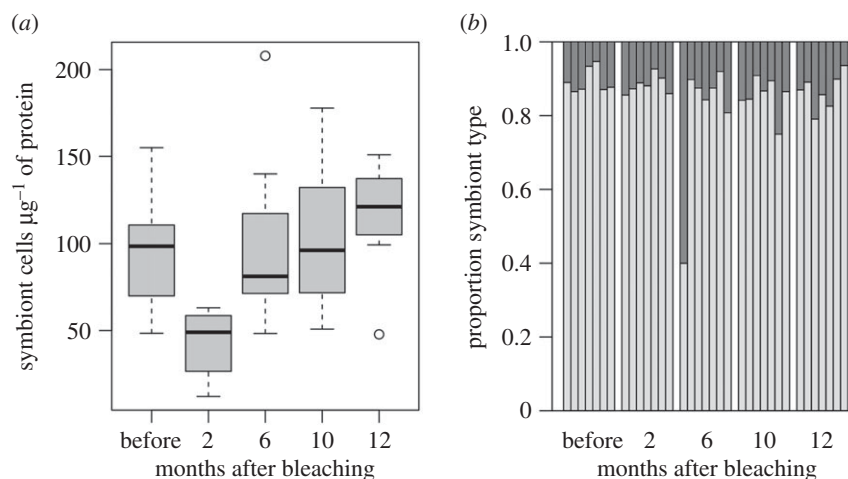 (a)
symbiont cells µg⁻¹ of protein
200
150
100
50
before 2 6 10 12
months after bleaching
(b)
proportion symbiont type
1.0
0.8
0.6
0.4
0.2
0
before 2 6 10 12
months after bleaching